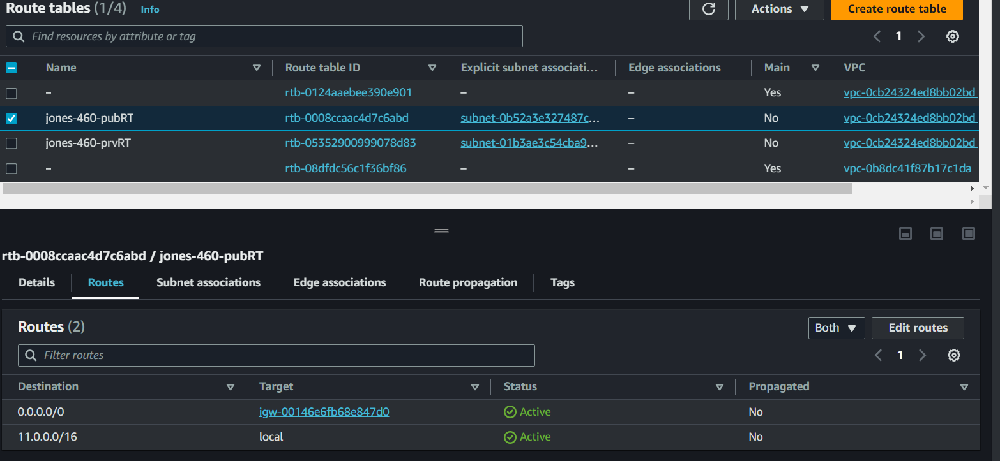 Route tables (1/4) Info
Actions ▼ Create route table
Find resources by attribute or tag
1
Name Route table ID Explicit subnet associati... Edge associations Main VPC
– rtb-0124aaebee390e901 – – Yes vpc-0cb24324ed8bb02bd
jones-460-pubRT rtb-0008ccaac4d7c6abd subnet-0b52a3e327487c... – No vpc-0cb24324ed8bb02bd
jones-460-prvRT rtb-05352900999078d83 subnet-01b3ae3c54cba9... – No vpc-0cb24324ed8bb02bd
– rtb-08dfdc56c1f36bf86 – – Yes vpc-0b8dc41f87b17c1da
rtb-0008ccaac4d7c6abd / jones-460-pubRT
Details Routes Subnet associations Edge associations Route propagation Tags
Routes (2)
Both ▼ Edit routes
Filter routes
1
Destination Target Status Propagated
0.0.0.0/0 igw-00146e6fb68e847d0 Active No
11.0.0.0/16 local Active No